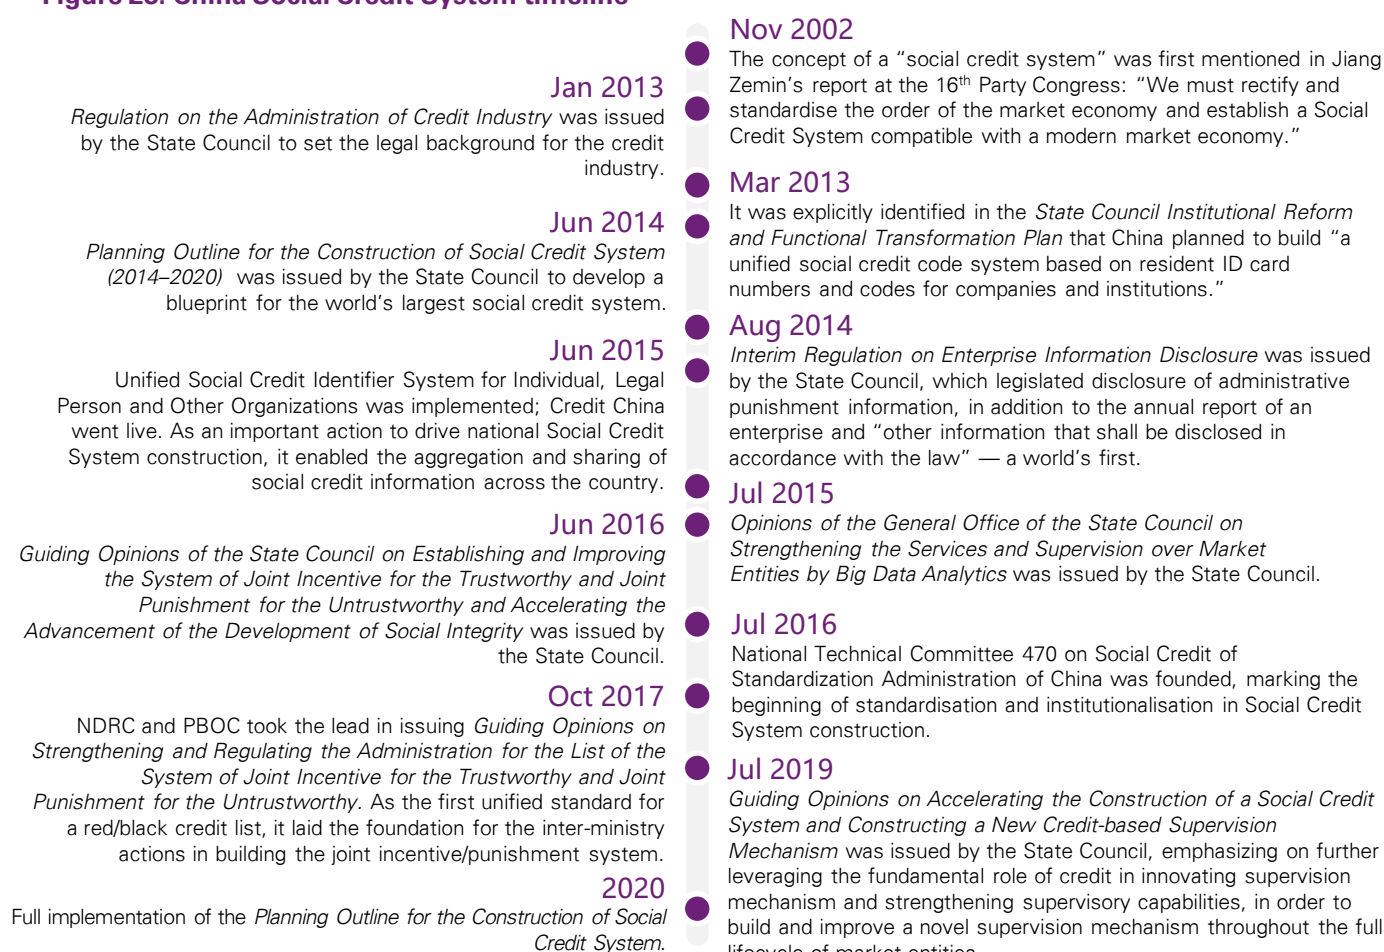 Figure 23: China Social Credit System timeline
Nov 2002
The concept of a “social credit system” was first mentioned in Jiang
Zemin’s report at the 16th Party Congress: “We must rectify and
standardise the order of the market economy and establish a Social
Credit System compatible with a modern market economy.”
Jan 2013
Regulation on the Administration of Credit Industry was issued
by the State Council to set the legal background for the credit
industry.
Mar 2013
It was explicitly identified in the State Council Institutional Reform
and Functional Transformation Plan that China planned to build “a
unified social credit code system based on resident ID card
numbers and codes for companies and institutions.”
Jun 2014
Planning Outline for the Construction of Social Credit System
(2014–2020) was issued by the State Council to develop a
blueprint for the world’s largest social credit system.
Aug 2014
Interim Regulation on Enterprise Information Disclosure was issued
by the State Council, which legislated disclosure of administrative
punishment information, in addition to the annual report of an
enterprise and “other information that shall be disclosed in
accordance with the law” — a world’s first.
Jun 2015
Unified Social Credit Identifier System for Individual, Legal
Person and Other Organizations was implemented; Credit China
went live. As an important action to drive national Social Credit
System construction, it enabled the aggregation and sharing of
social credit information across the country.
Jul 2015
Opinions of the General Office of the State Council on
Strengthening the Services and Supervision over Market
Entities by Big Data Analytics was issued by the State Council.
Jun 2016
Guiding Opinions of the State Council on Establishing and Improving
the System of Joint Incentive for the Trustworthy and Joint
Punishment for the Untrustworthy and Accelerating the
Advancement of the Development of Social Integrity was issued by
the State Council.
Jul 2016
National Technical Committee 470 on Social Credit of
Standardization Administration of China was founded, marking the
beginning of standardisation and institutionalisation in Social Credit
System construction.
Oct 2017
NDRC and PBOC took the lead in issuing Guiding Opinions on
Strengthening and Regulating the Administration for the List of the
System of Joint Incentive for the Trustworthy and Joint
Punishment for the Untrustworthy. As the first unified standard for
a red/black credit list, it laid the foundation for the inter-ministry
actions in building the joint incentive/punishment system.
Jul 2019
Guiding Opinions on Accelerating the Construction of a Social Credit
System and Constructing a New Credit-based Supervision
Mechanism was issued by the State Council, emphasizing on further
leveraging the fundamental role of credit in innovating supervision
mechanism and strengthening supervisory capabilities, in order to
build and improve a novel supervision mechanism throughout the full
lifecycle of market entities.
2020
Full implementation of the Planning Outline for the Construction of Social
Credit System.